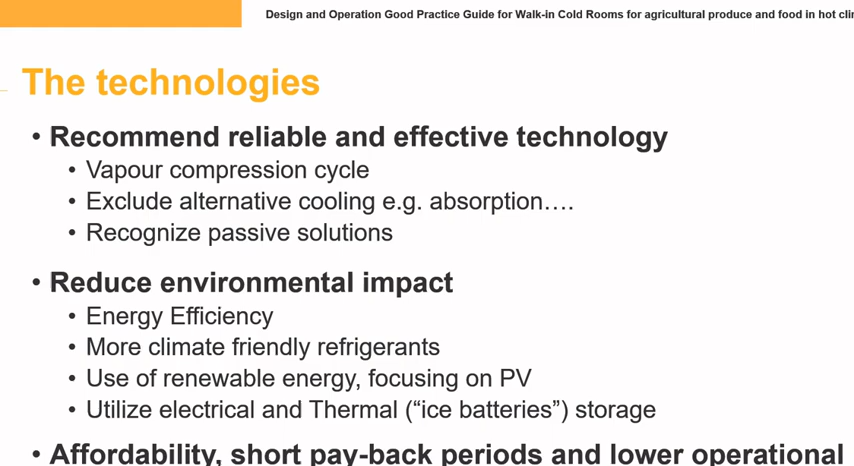 Design and Operation Good Practice Guide for Walk-in Cold Rooms for agricultural produce and food in hot
The technologies
• Recommend reliable and effective technology
• Vapour compression cycle
• Exclude alternative cooling e.g. absorption….
• Recognize passive solutions
• Reduce environmental impact
• Energy Efficiency
• More climate friendly refrigerants
• Use of renewable energy, focusing on PV
• Utilize electrical and Thermal (“ice batteries”) storage
• Affordability, short pay-back periods and lower operational